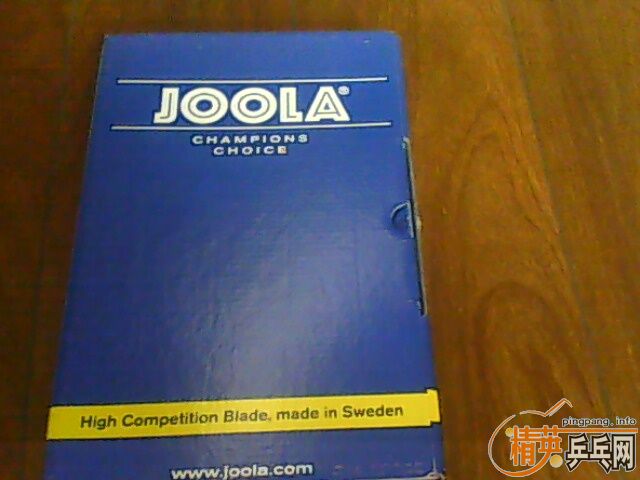 JOOLA®
CHAMPIONS
CHOICE
High Competition Blade, made in Sweden
www.joola.com
pingpang.info
精英乒乓网